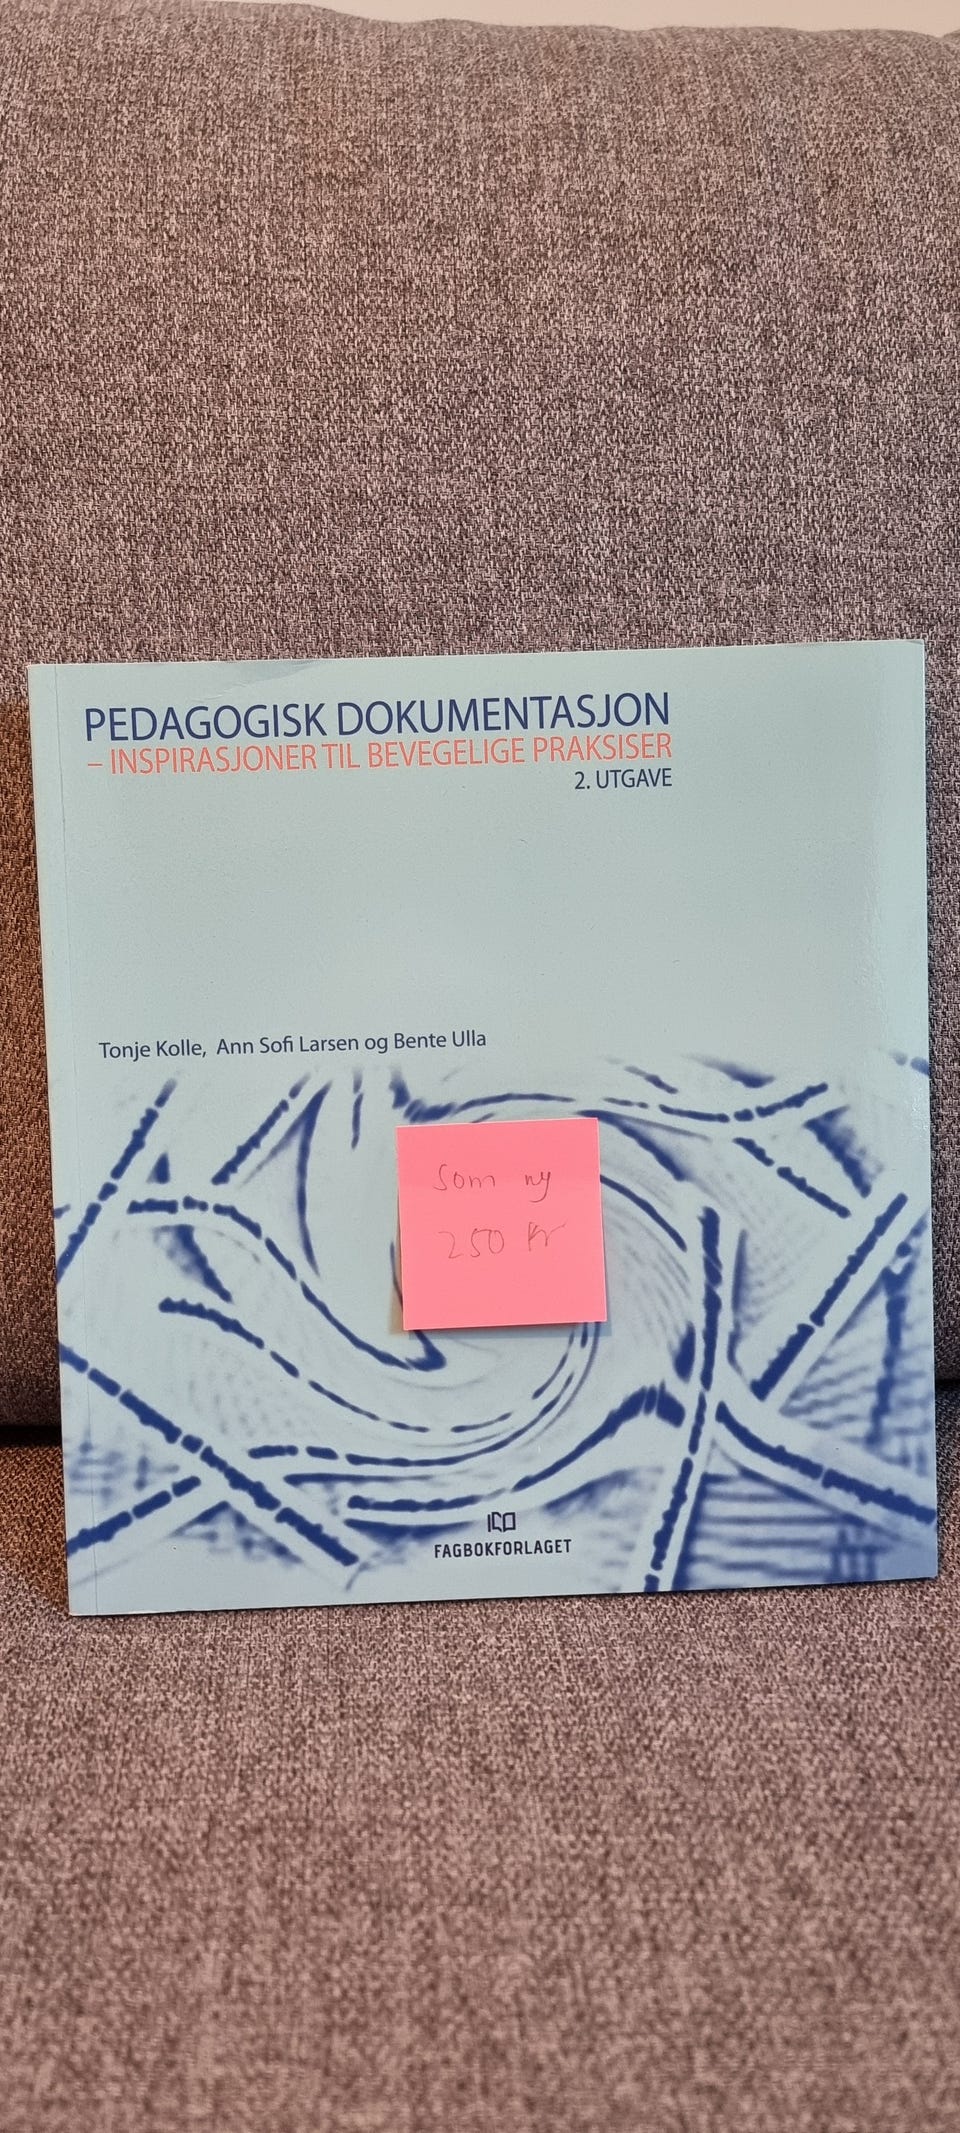 PEDAGOGISK DOKUMENTASJON
– INSPIRASJONER TIL BEVEGELIGE PRAKSISER
2. UTGAVE
Tonje Kolle, Ann Sofi Larsen og Bente Ulla
Som ny
250 kr
FAGBOKFORLAGET